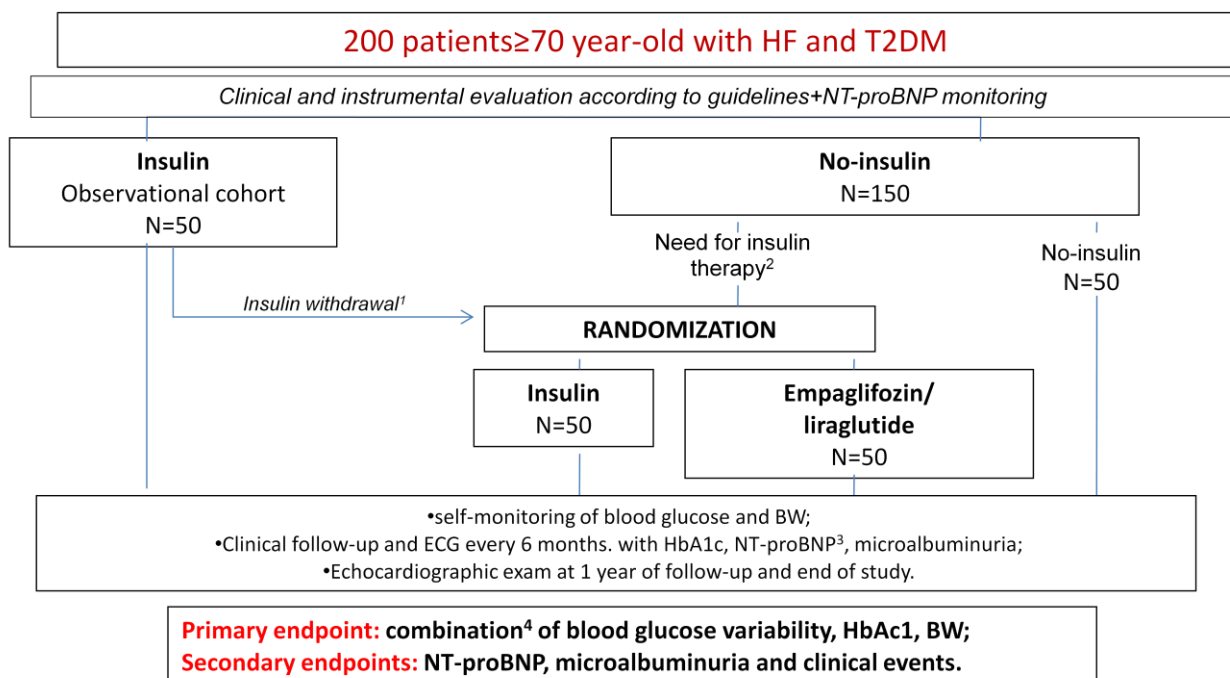 200 patients≥70 year-old with HF and T2DM
Clinical and instrumental evaluation according to guidelines+NT-proBNP monitoring
Insulin
Observational cohort
N=50
No-insulin
N=150
Need for insulin
therapy²
No-insulin
N=50
Insulin withdrawal¹
RANDOMIZATION
Insulin
N=50
Empaglifozin/
liraglutide
N=50
•self-monitoring of blood glucose and BW;
•Clinical follow-up and ECG every 6 months. with HbA1c, NT-proBNP³, microalbuminuria;
•Echocardiographic exam at 1 year of follow-up and end of study.
Primary endpoint: combination⁴ of blood glucose variability, HbAc1, BW;
Secondary endpoints: NT-proBNP, microalbuminuria and clinical events.